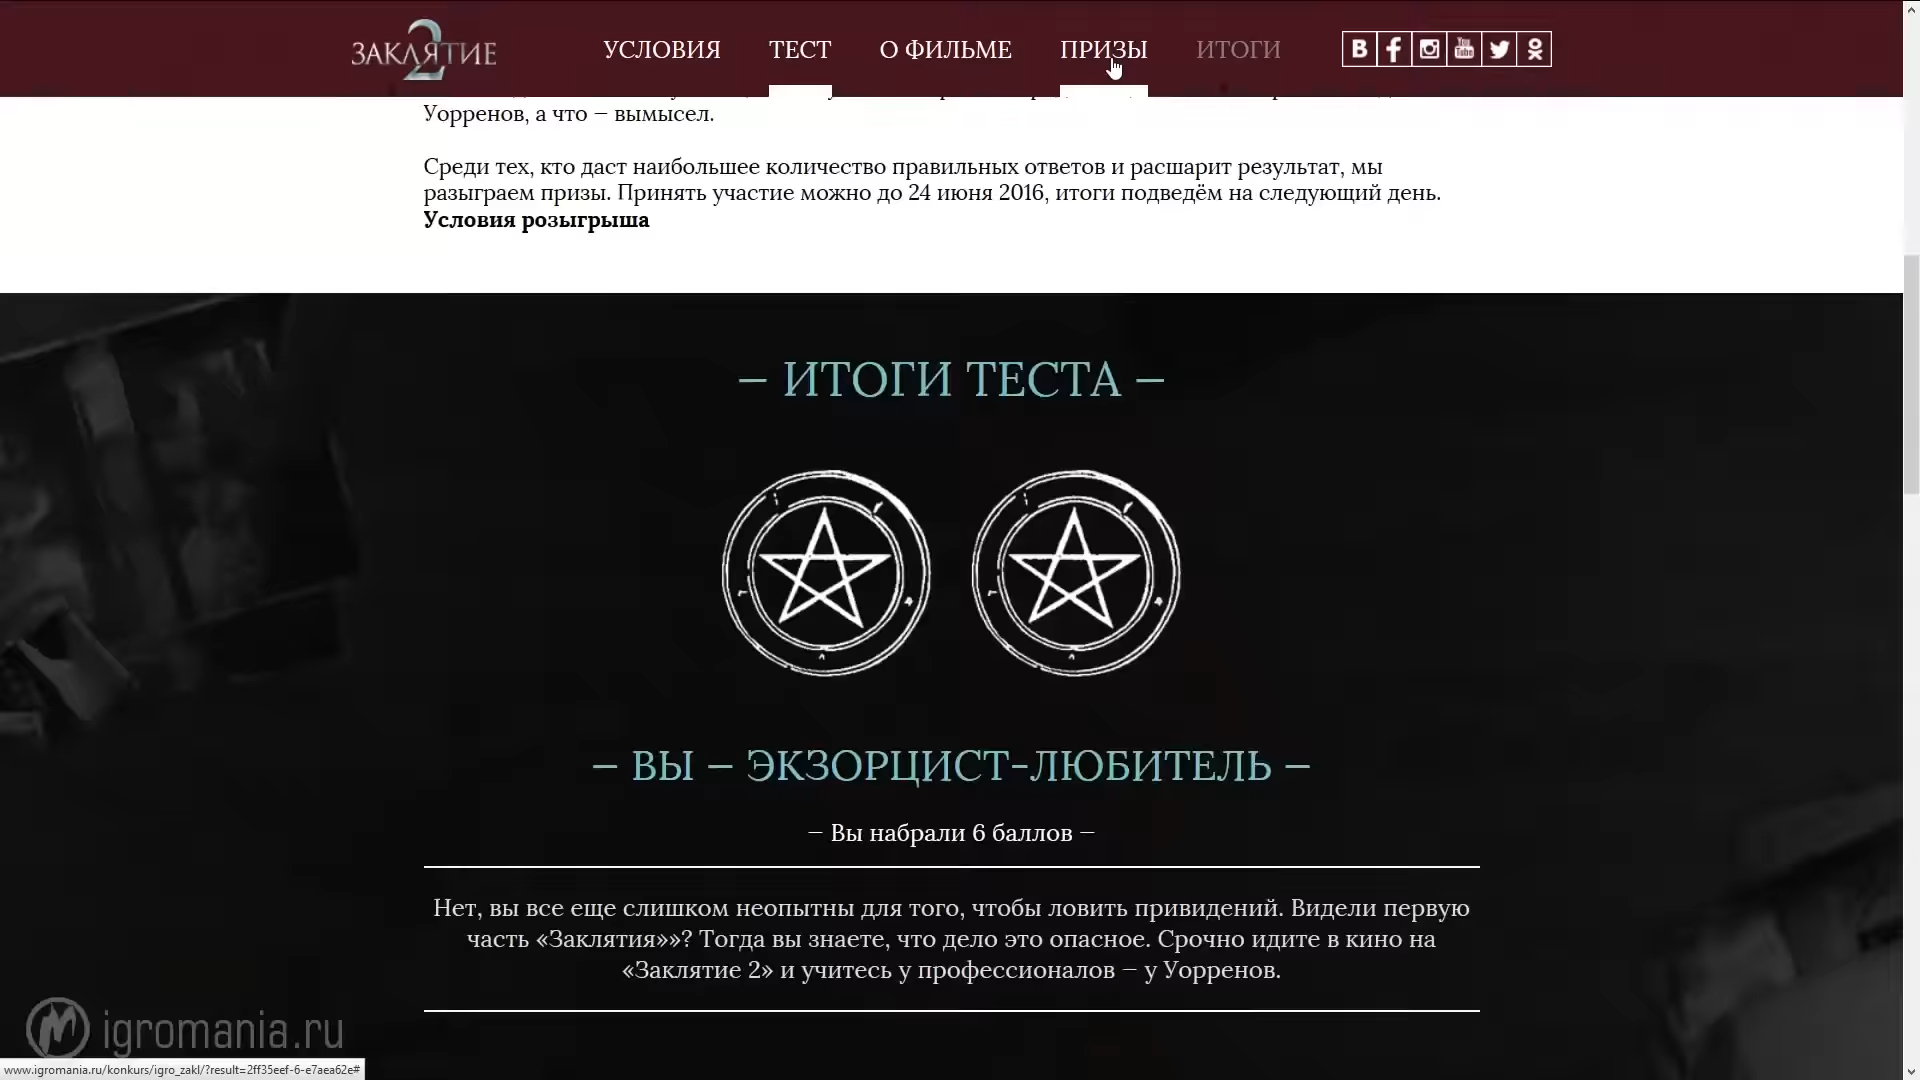 ЗАКЛЯТИЕ 2
УСЛОВИЯ
ТЕСТ
О ФИЛЬМЕ
ПРИЗЫ
ИТОГИ
Уорренов, а что — вымысел.
Среди тех, кто даст наибольшее количество правильных ответов и расшарит результат, мы
разыграем призы. Принять участие можно до 24 июня 2016, итоги подведём на следующий день.
Условия розыгрыша
— ИТОГИ ТЕСТА —
— ВЫ — ЭКЗОРЦИСТ-ЛЮБИТЕЛЬ —
— Вы набрали 6 баллов —
Нет, вы все еще слишком неопытны для того, чтобы ловить привидений. Видели первую
часть «Заклятия»»? Тогда вы знаете, что дело это опасное. Срочно идите в кино на
«Заклятие 2» и учитесь у профессионалов — у Уорренов.
igromania.ru
www.igromania.ru/konkurs/igro_zakl/?result=2ff35eef-6-e7aea62e#